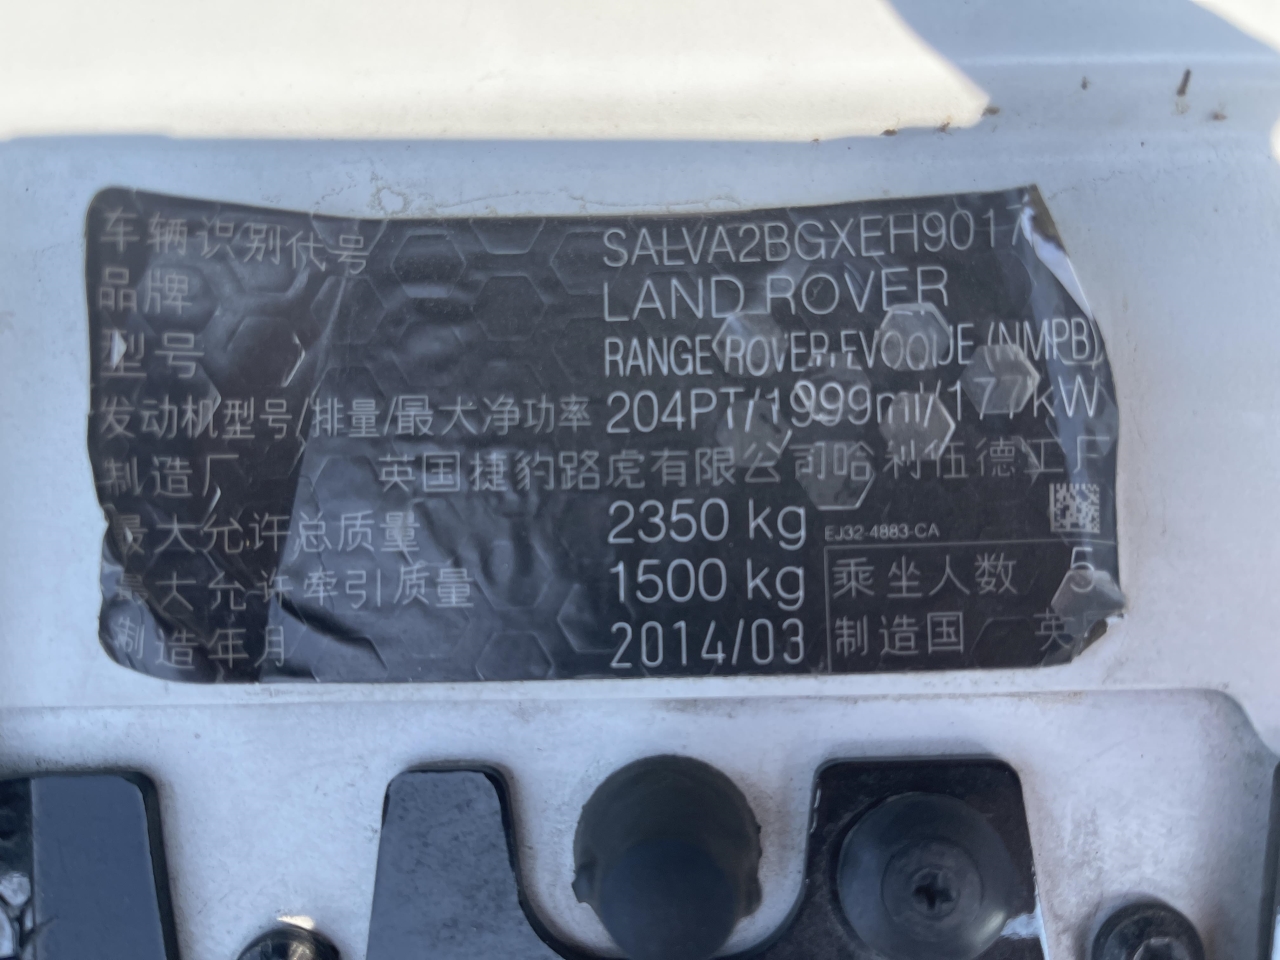 车辆识别代号 SALVA2BGXEH9017
品牌 LAND ROVER
型号 RANGE ROVER EVOQUE (NMPB)
发动机型号/排量/最大净功率 204PT/1999ml/177kW
制造厂 英国捷豹路虎有限公司哈利伍德工厂
最大允许总质量 2350 kg EJ32-4883-CA
最大允许牵引质量 1500 kg 乘坐人数 5
制造年月 2014/03 制造国 英